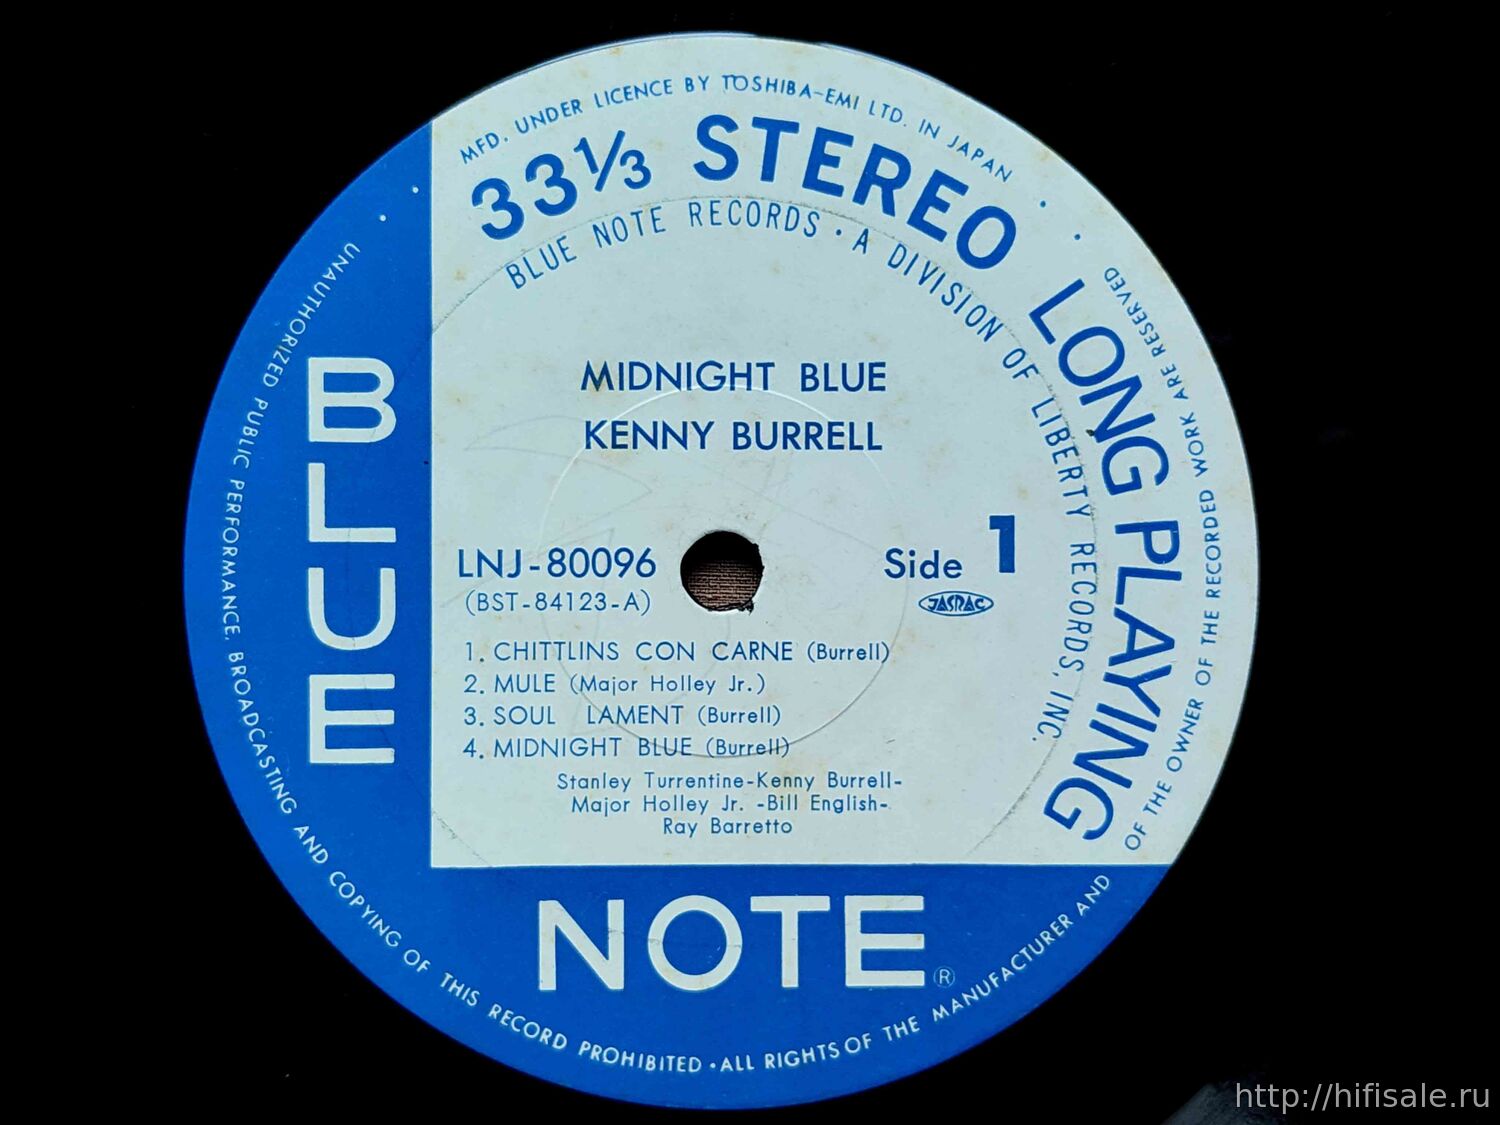 MFD. UNDER LICENCE BY TOSHIBA-EMI LTD. IN JAPAN
33⅓ STEREO LONG PLAYING
BLUE NOTE RECORDS · A DIVISION OF LIBERTY RECORDS, INC.
MIDNIGHT BLUE
KENNY BURRELL
LNJ-80096
(BST-84123-A)
Side 1
JASRAC
1. CHITTLINS CON CARNE (Burrell)
2. MULE (Major Holley Jr.)
3. SOUL LAMENT (Burrell)
4. MIDNIGHT BLUE (Burrell)
Stanley Turrentine-Kenny Burrell-
Major Holley Jr. -Bill English-
Ray Barretto
BLUE
NOTE®
UNAUTHORIZED PUBLIC PERFORMANCE, BROADCASTING AND COPYING OF THIS RECORD PROHIBITED · ALL RIGHTS OF THE MANUFACTURER AND OF THE OWNER OF THE RECORDED WORK ARE RESERVED
http://hifisale.ru